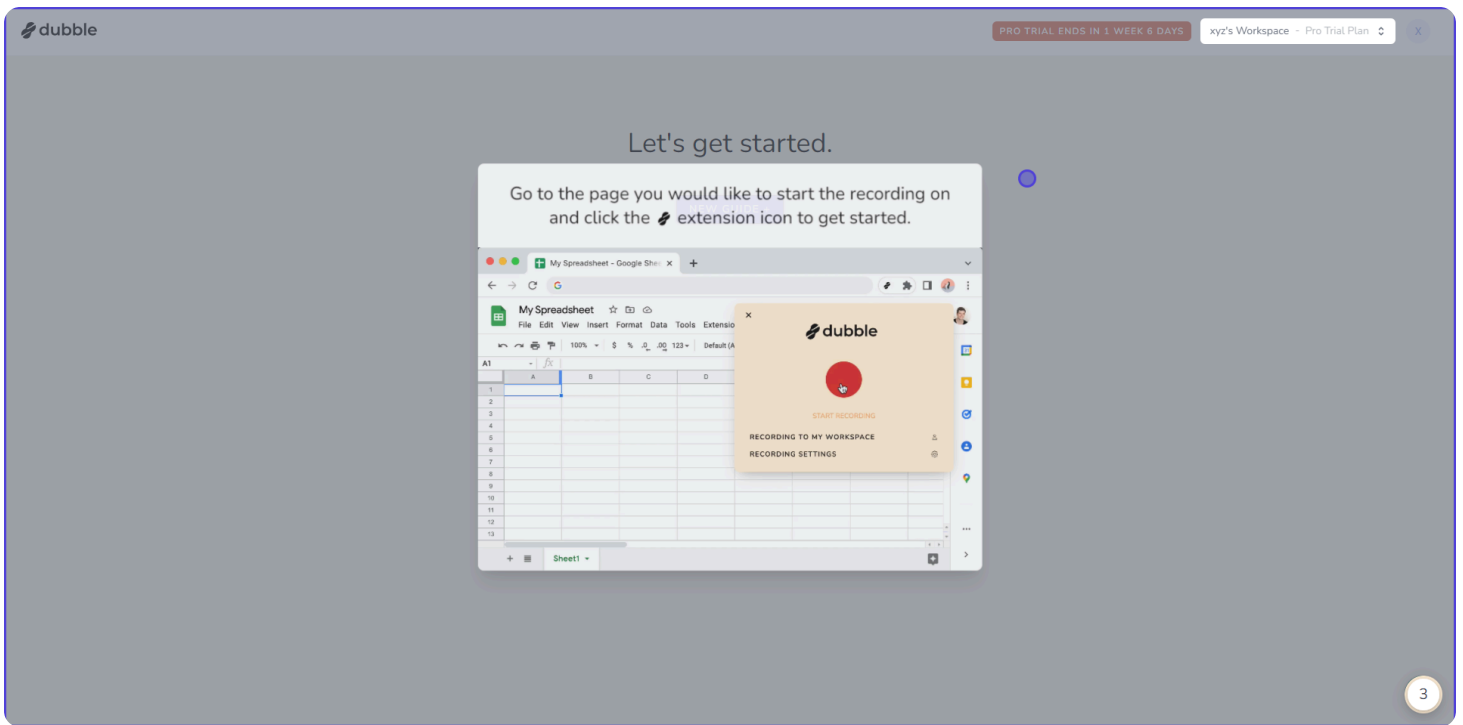 dubble
PRO TRIAL ENDS IN 1 WEEK 6 DAYS
xyz's Workspace - Pro Trial Plan
X
Let's get started.
Go to the page you would like to start the recording on
and click the extension icon to get started.
My Spreadsheet - Google Shee
G
My Spreadsheet
File Edit View Insert Format Data Tools Extensio
100% $ % .0 .00 123 Default (A
A1 fx
A B C D
1
2
3
4
5
6
7
8
9
10
11
12
13
dubble
START RECORDING
RECORDING TO MY WORKSPACE
RECORDING SETTINGS
Sheet1
3